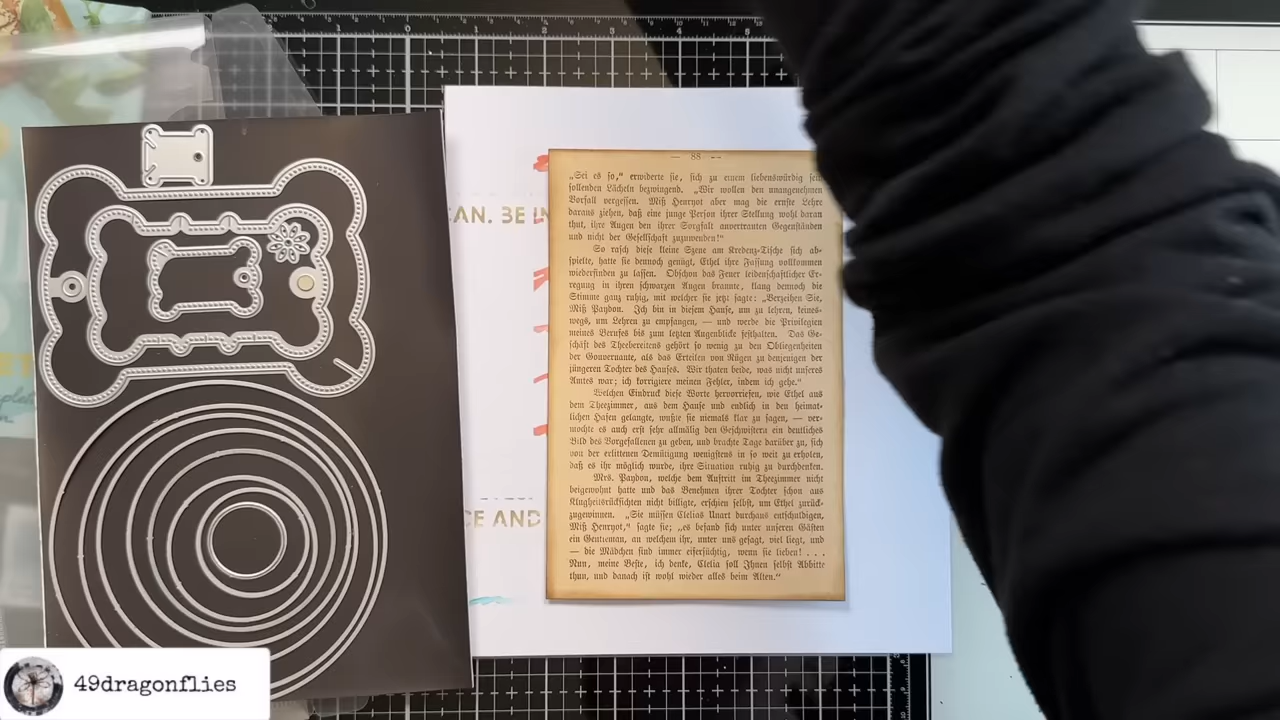 — 88 —
„Sei es so,“ erwiderte sie, sich zu einem liebenswürdig sein
sollenden Lächeln bezwingend. „Wir wollen den unangenehmen
Vorfall vergessen. Miß Henryot aber mag die ernste Lehre
daraus ziehen, daß eine junge Person ihrer Stellung wohl daran
thut, ihre Augen den ihrer Sorgfalt anvertrauten Gegenständen
und nicht der Gesellschaft zuzuwenden!“
So rasch diese kleine Szene am Kredenz-Tische sich ab-
spielte, hatte sie dennoch genügt, Ethel ihre Fassung vollkommen
wiederfinden zu lassen. Obschon das Feuer leidenschaftlicher Er-
regung in ihren schwarzen Augen brannte, klang dennoch die
Stimme ganz ruhig, mit welcher sie jetzt sagte: „Verzeihen Sie,
Miß Paydon. Ich bin in diesem Hause, um zu lehren, keines-
wegs, um Lehren zu empfangen, — und werde die Privilegien
meines Berufes bis zum letzten Augenblicke festhalten. Das Ge-
schäft des Theebereitens gehört so wenig zu den Obliegenheiten
der Gouvernante, als das Erteilen von Rügen zu denjenigen der
jüngeren Tochter des Hauses. Wir thaten beide, was nicht unseres
Amtes war; ich korrigiere meinen Fehler, indem ich gehe.“
Welchen Eindruck diese Worte hervorriefen, wie Ethel aus
dem Theezimmer, aus dem Hause und endlich in den heimat-
lichen Hafen gelangte, wußte sie niemals klar zu sagen, — ver-
mochte es auch erst sehr allmälig den Geschwistern ein deutliches
Bild des Vorgefallenen zu geben, und brachte Tage darüber zu, sich
von der erlittenen Demütigung wenigstens in so weit zu erholen,
daß es ihr möglich wurde, ihre Situation ruhig zu durchdenken.
Mrs. Paydon, welche dem Auftritt im Theezimmer nicht
beigewohnt hatte und das Benehmen ihrer Tochter schon aus
Klugheitsrücksichten nicht billigte, erschien selbst, um Ethel zurück-
zugewinnen. „Sie müssen Clelias Unart durchaus entschuldigen,
Miß Henryot,“ sagte sie; „es befand sich unter unseren Gästen
ein Gentleman, an welchem ihr, unter uns gesagt, viel liegt, und
— die Mädchen sind immer eifersüchtig, wenn sie lieben! . . .
Nun, meine Beste, ich denke, Clelia soll Ihnen selbst Abbitte
thun, und danach ist wohl wieder alles beim Alten.“
CAN. BE IN
CE AND
49dragonflies